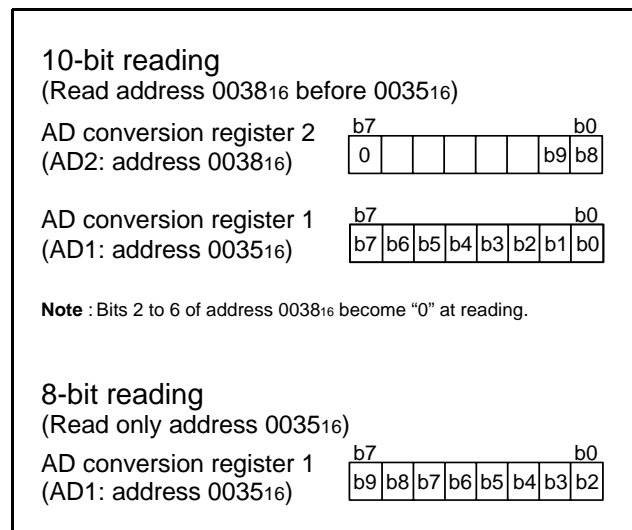 10-bit reading
(Read address 003816 before 003516)
AD conversion register 2
(AD2: address 003816)
b7 b0
0 b9 b8
AD conversion register 1
(AD1: address 003516)
b7 b0
b7 b6 b5 b4 b3 b2 b1 b0
Note : Bits 2 to 6 of address 003816 become “0” at reading.
8-bit reading
(Read only address 003516)
AD conversion register 1
(AD1: address 003516)
b7 b0
b9 b8 b7 b6 b5 b4 b3 b2